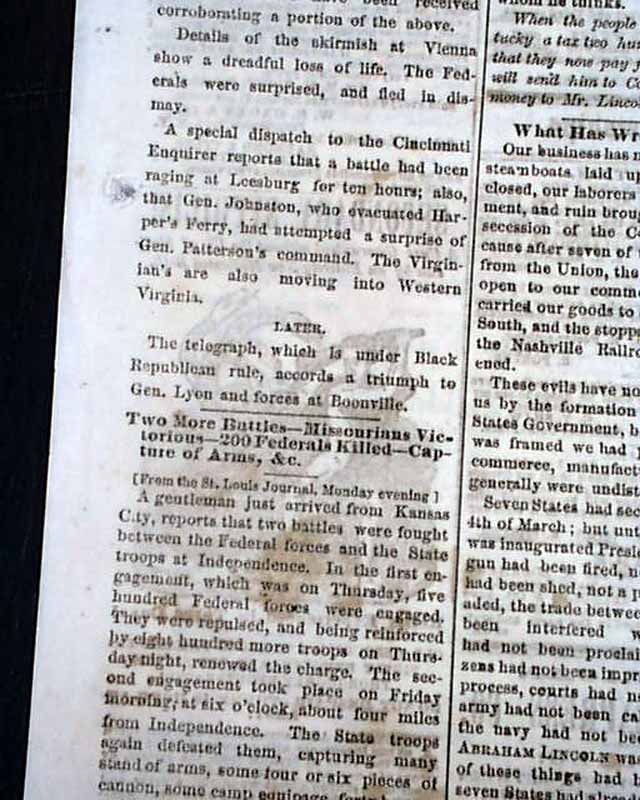 been received
corroborating a portion of the above.
Details of the skirmish at Vienna
show a dreadful loss of life. The Fed-
erals were surprised, and fled in dis-
may.
A special dispatch to the Cincinnati
Enquirer reports that a battle had been
raging at Leesburg for ten hours; also,
that Gen. Johnston, who evacuated Har-
per's Ferry, had attempted a surprise of
Gen. Patterson's command. The Virgin-
ian's are also moving into Western
Virginia.
LATER.
The telegraph, which is under Black
Republican rule, accords a triumph to
Gen. Lyon and forces at Boonville.
Two More Battles—Missourians Vic-
torious—200 Federals Killed—Cap-
ture of Arms, &c.
[From the St. Louis Journal, Monday evening]
A gentleman just arrived from Kansas
City, reports that two battles were fought
between the Federal forces and the State
troops at Independence. In the first en-
gagement, which was on Thursday, five
hundred Federal forces were engaged.
They were repulsed, and being reinforced
by eight hundred more troops on Thurs-
day night, renewed the charge. The sec-
ond engagement took place on Friday
morning, at six o'clock, about four miles
from Independence. The State troops
again defeated them, capturing many
stand of arms, some four or six pieces of
cannon, some camp equipage,
whom he thinks.
When the people
tucky a tax two hu
that they now pay f
will send him to Co
money to Mr. Linco
What Has Wr
Our business has n
steamboats laid up
closed, our laborers
ment, and ruin broug
secession of the Co
cause after seven of
from the Union, the
open to our comm
carried our goods to
South, and the stopp
the Nashville Railro
ened.
These evils have no
us by the formation
States Government, b
was framed we had
commerce, manufact
generally were undist
Seven States had sec
4th of March; but unt
was inaugurated Presi
gun had been fired, n
had been shed, not a p
aded, the trade betwee
been interfered w
had not been proclai
zens had not been impr
process, courts had n
army had not been ca
the navy had not be
ABRAHAM LINCOLN was
of these things had
seven States had already